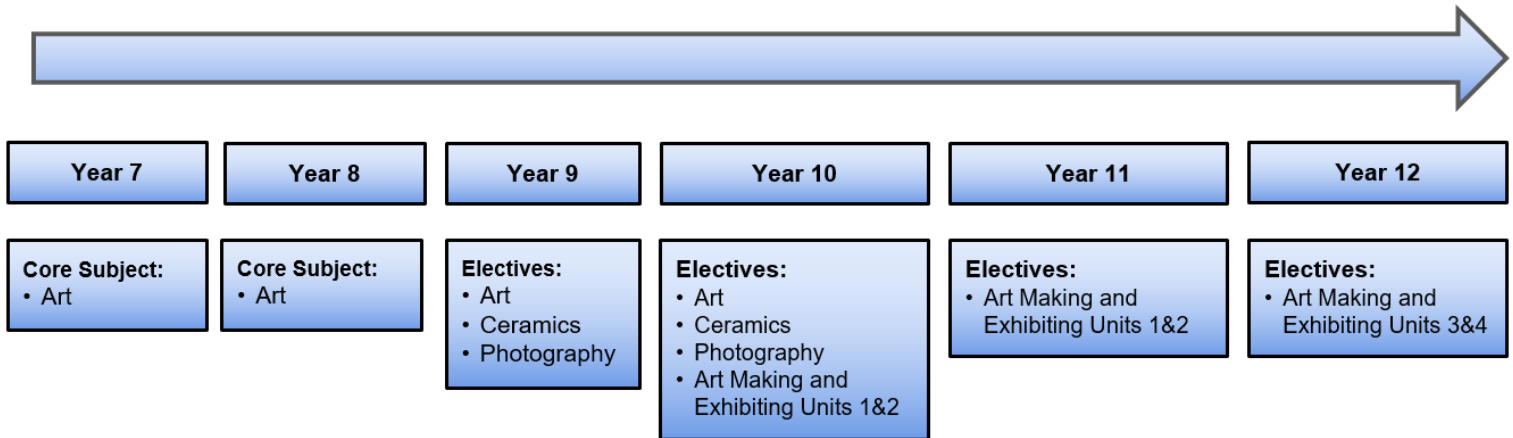 Year 7
Year 8
Year 9
Year 10
Year 11
Year 12
Core Subject:
• Art
Core Subject:
• Art
Electives:
• Art
• Ceramics
• Photography
Electives:
• Art
• Ceramics
• Photography
• Art Making and
Exhibiting Units 1&2
Electives:
• Art Making and
Exhibiting Units 1&2
Electives:
• Art Making and
Exhibiting Units 3&4